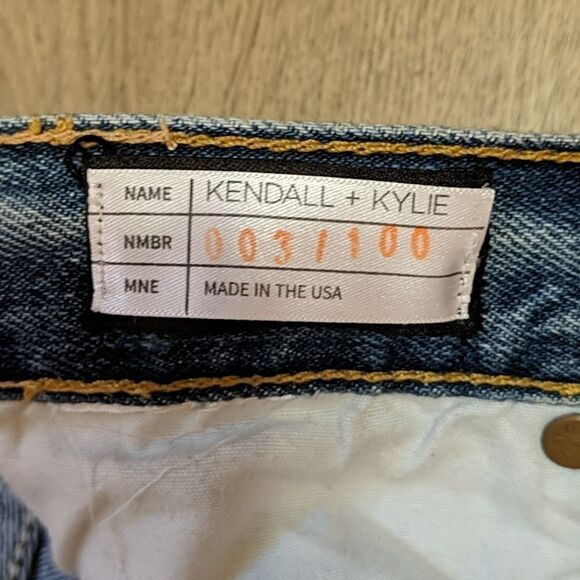 NAME KENDALL + KYLIE
NMBR 003/100
MNE MADE IN THE USA